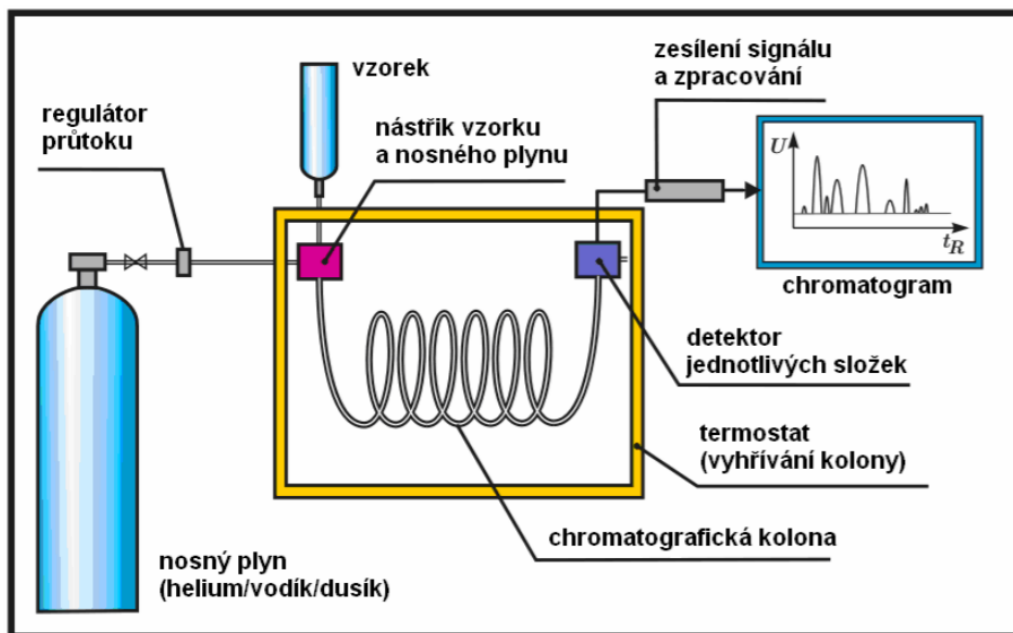 zesílení signálu
a zpracování
vzorek
regulátor
průtoku
nástřik vzorku
a nosného plynu
U
t_R
chromatogram
detektor
jednotlivých složek
termostat
(vyhřívání kolony)
chromatografická kolona
nosný plyn
(helium/vodík/dusík)